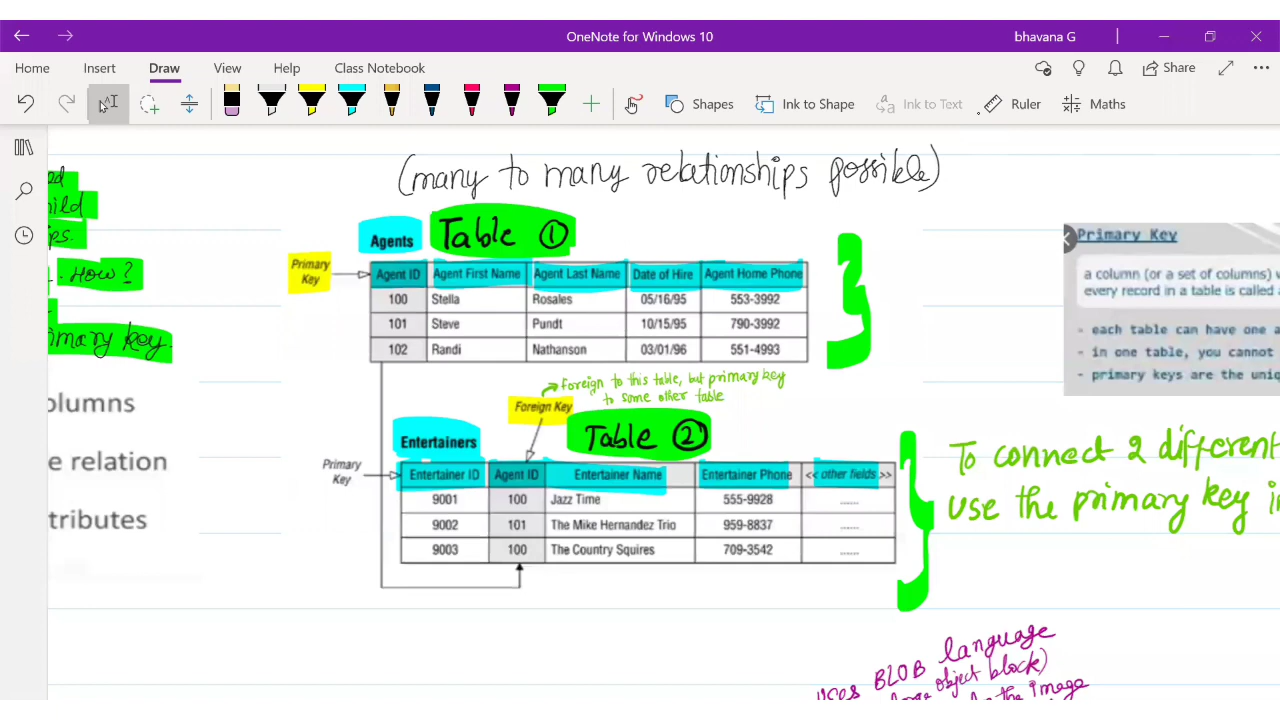 OneNote for Windows 10
bhavana G
Home Insert Draw View Help Class Notebook
Share
Shapes Ink to Shape Ink to Text Ruler Maths
(many to many relationships possible)
How?
key.
olumns
e relation
tributes
Agents Table ①
Primary
Key
Agent ID Agent First Name Agent Last Name Date of Hire Agent Home Phone
100 Stella Rosales 05/16/95 553-3992
101 Steve Pundt 10/15/95 790-3992
102 Randi Nathanson 03/01/96 551-4993
Foreign to this table, but primary key
to some other table
Foreign Key
Entertainers Table ②
Primary
Key
Entertainer ID Agent ID Entertainer Name Entertainer Phone << other fields >>
9001 100 Jazz Time 555-9928 ......
9002 101 The Mike Hernandez Trio 959-8837 ......
9003 100 The Country Squires 709-3542 ......
Primary Key
a column (or a set of columns)
every record in a table is called
- each table can have one
- in one table, you cannot
- primary keys are the uniq
To connect 2 different
use the primary key
uses BLOB language
object block)
the image